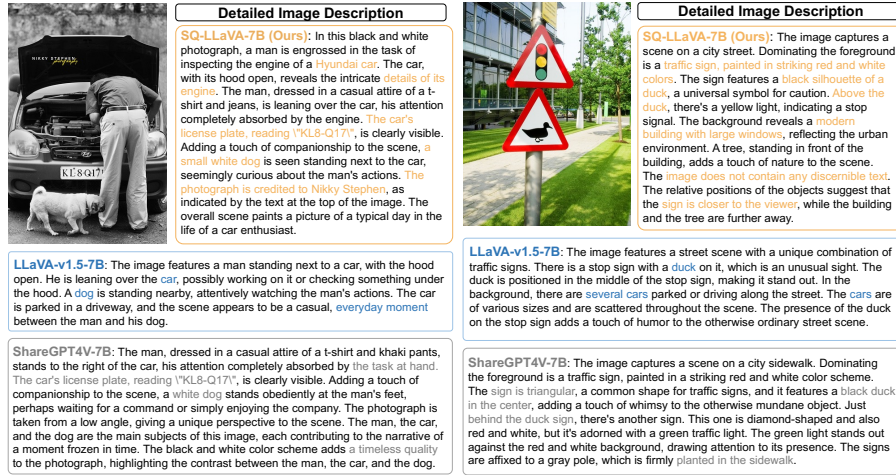 Detailed Image Description
NIKKY STEPHEN
SQ-LLaVA-7B (Ours): In this black and white
photograph, a man is engrossed in the task of
inspecting the engine of a Hyundai car. The car,
with its hood open, reveals the intricate details of its
engine. The man, dressed in a casual attire of a t-
shirt and jeans, is leaning over the car, his attention
completely absorbed by the engine. The car's
license plate, reading \"KL8-Q17\", is clearly visible.
Adding a touch of companionship to the scene, a
small white dog is seen standing next to the car,
seemingly curious about the man's actions. The
photograph is credited to Nikky Stephen, as
indicated by the text at the top of the image. The
overall scene paints a picture of a typical day in the
life of a car enthusiast.
LLaVA-v1.5-7B: The image features a man standing next to a car, with the hood
open. He is leaning over the car, possibly working on it or checking something under
the hood. A dog is standing nearby, attentively watching the man's actions. The car
is parked in a driveway, and the scene appears to be a casual, everyday moment
between the man and his dog.
ShareGPT4V-7B: The man, dressed in a casual attire of a t-shirt and khaki pants,
stands to the right of the car, his attention completely absorbed by the task at hand.
The car's license plate, reading \"KL8-Q17\", is clearly visible. Adding a touch of
companionship to the scene, a white dog stands obediently at the man's feet,
perhaps waiting for a command or simply enjoying the company. The photograph is
taken from a low angle, giving a unique perspective to the scene. The man, the car,
and the dog are the main subjects of this image, each contributing to the narrative of
a moment frozen in time. The black and white color scheme adds a timeless quality
to the photograph, highlighting the contrast between the man, the car, and the dog.
Detailed Image Description
SQ-LLaVA-7B (Ours): The image captures a
scene on a city street. Dominating the foreground
is a traffic sign, painted in striking red and white
colors. The sign features a black silhouette of a
duck, a universal symbol for caution. Above the
duck, there's a yellow light, indicating a stop
signal. The background reveals a modern
building with large windows, reflecting the urban
environment. A tree, standing in front of the
building, adds a touch of nature to the scene.
The image does not contain any discernible text.
The relative positions of the objects suggest that
the sign is closer to the viewer, while the building
and the tree are further away.
LLaVA-v1.5-7B: The image features a street scene with a unique combination of
traffic signs. There is a stop sign with a duck on it, which is an unusual sight. The
duck is positioned in the middle of the stop sign, making it stand out. In the
background, there are several cars parked or driving along the street. The cars are
of various sizes and are scattered throughout the scene. The presence of the duck
on the stop sign adds a touch of humor to the otherwise ordinary street scene.
ShareGPT4V-7B: The image captures a scene on a city sidewalk. Dominating
the foreground is a traffic sign, painted in a striking red and white color scheme.
The sign is triangular, a common shape for traffic signs, and it features a black duck
in the center, adding a touch of whimsy to the otherwise mundane object. Just
behind the duck sign, there's another sign. This one is diamond-shaped and also
red and white, but it's adorned with a green traffic light. The green light stands out
against the red and white background, drawing attention to its presence. The signs
are affixed to a gray pole, which is firmly planted in the sidewalk.